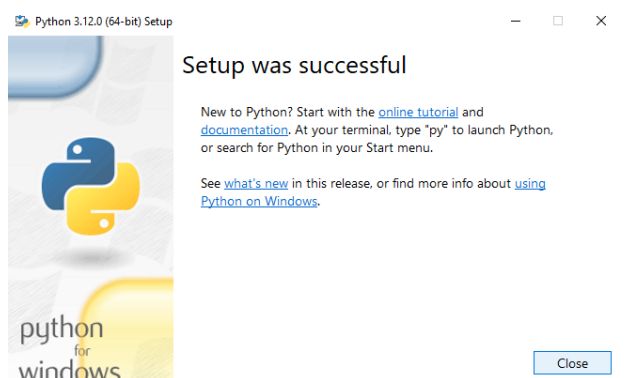 Python 3.12.0 (64-bit) Setup
Setup was successful
New to Python? Start with the online tutorial and
documentation. At your terminal, type "py" to launch Python,
or search for Python in your Start menu.
See what's new in this release, or find more info about using
Python on Windows.
python
for
windows
Close